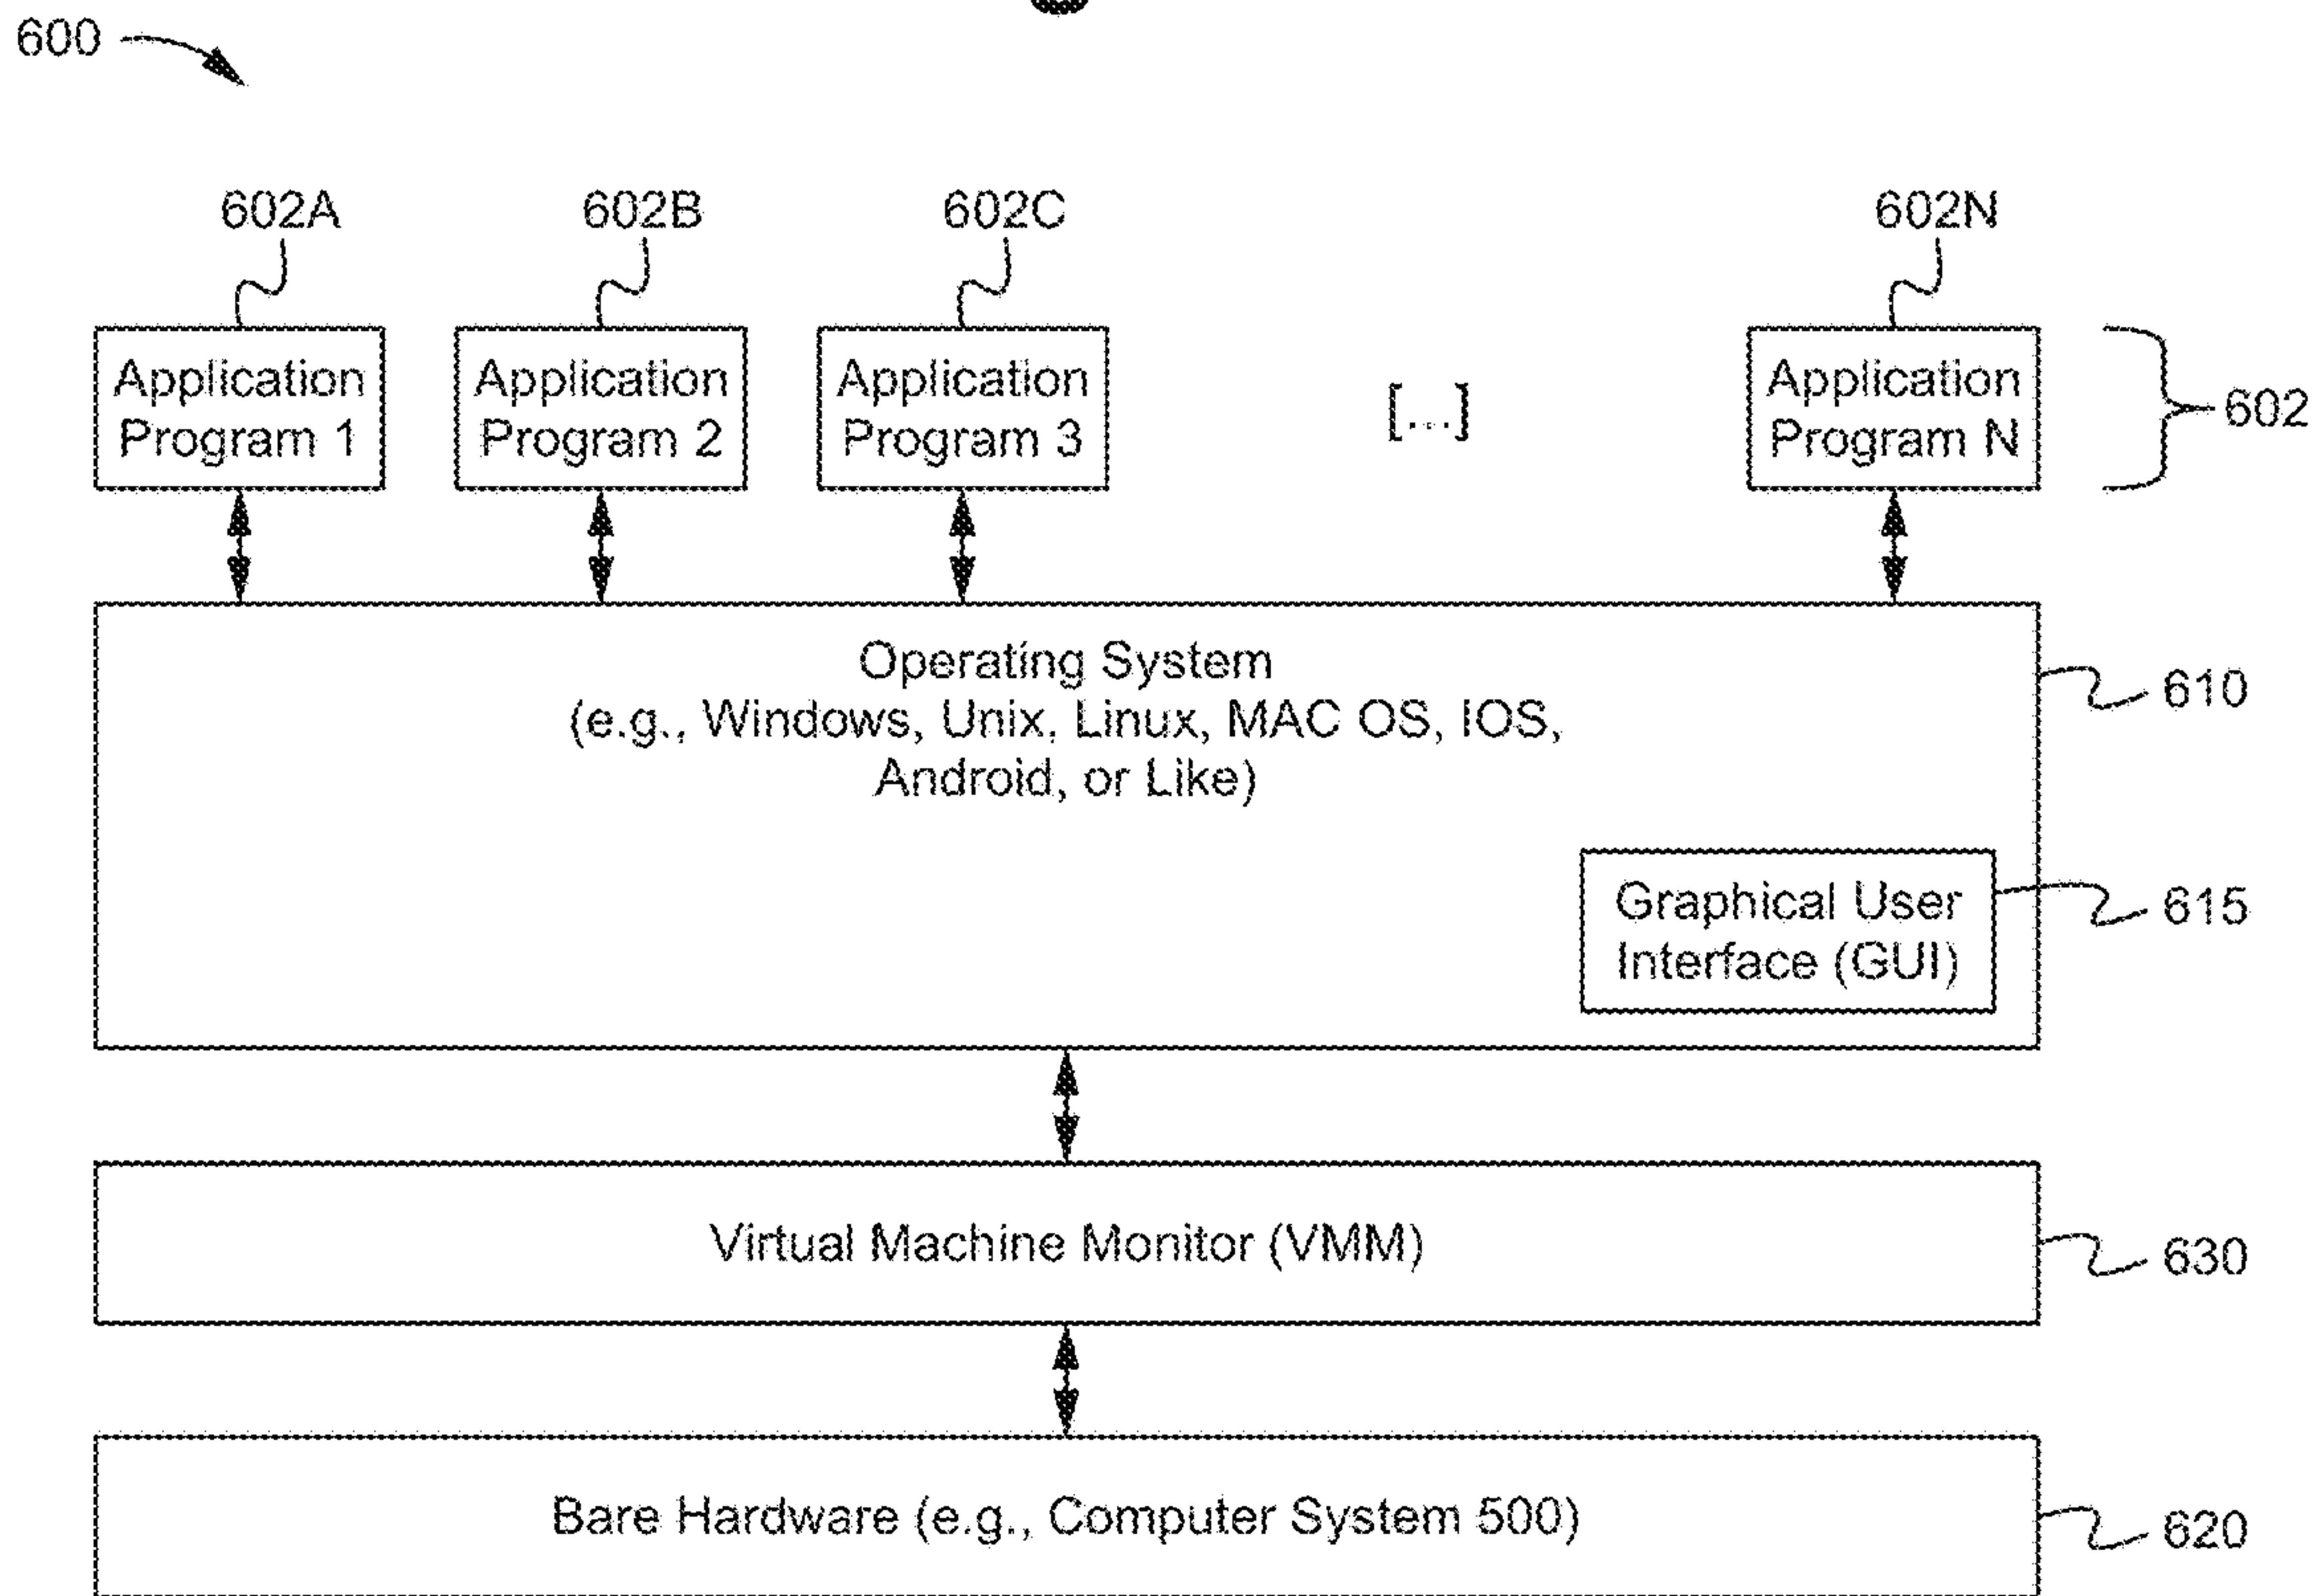 600
602A 602B 602C 602N
Application Program 1
Application Program 2
Application Program 3
[...]
Application Program N
602
Operating System
(e.g., Windows, Unix, Linux, MAC OS, IOS,
Android, or Like)
610
Graphical User
Interface (GUI)
615
Virtual Machine Monitor (VMM)
630
Bare Hardware (e.g., Computer System 500)
620